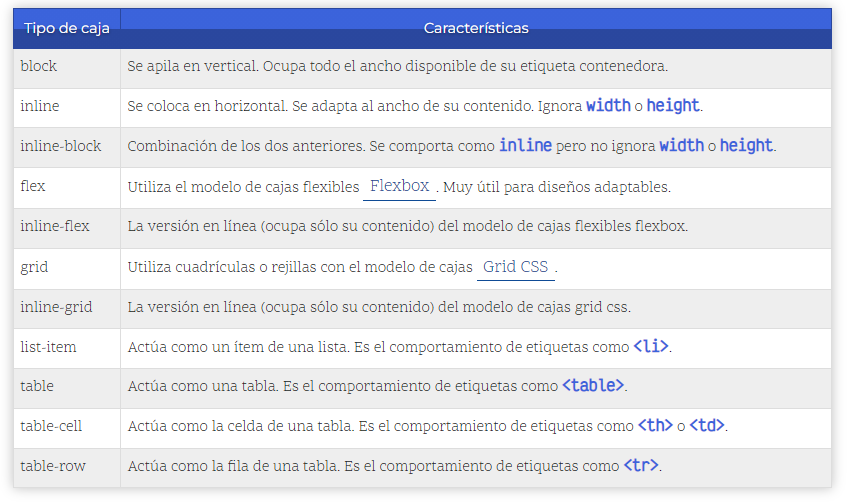 Tipo de caja Características
block Se apila en vertical. Ocupa todo el ancho disponible de su etiqueta contenedora.
inline Se coloca en horizontal. Se adapta al ancho de su contenido. Ignora width o height.
inline-block Combinación de los dos anteriores. Se comporta como inline pero no ignora width o height.
flex Utiliza el modelo de cajas flexibles Flexbox . Muy útil para diseños adaptables.
inline-flex La versión en línea (ocupa sólo su contenido) del modelo de cajas flexibles flexbox.
grid Utiliza cuadrículas o rejillas con el modelo de cajas Grid CSS .
inline-grid La versión en línea (ocupa sólo su contenido) del modelo de cajas grid css.
list-item Actúa como un ítem de una lista. Es el comportamiento de etiquetas como <li>.
table Actúa como una tabla. Es el comportamiento de etiquetas como <table>.
table-cell Actúa como la celda de una tabla. Es el comportamiento de etiquetas como <th> o <td>.
table-row Actúa como la fila de una tabla. Es el comportamiento de etiquetas como <tr>.